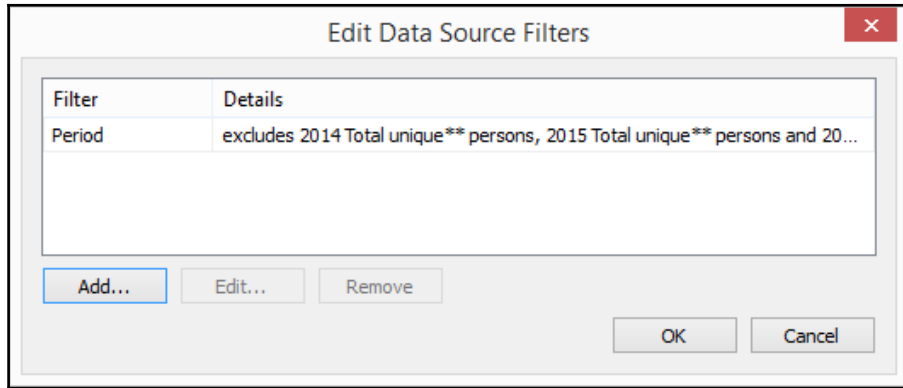 Edit Data Source Filters
Filter Details
Period excludes 2014 Total unique** persons, 2015 Total unique** persons and 20...
Add... Edit... Remove
OK Cancel